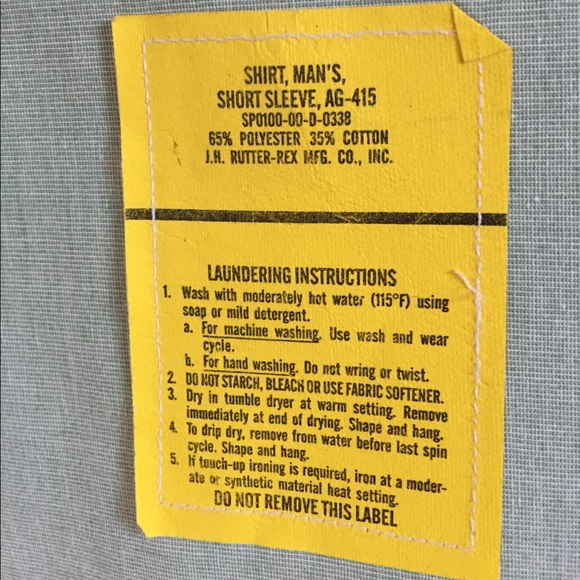 SHIRT, MAN'S,
SHORT SLEEVE, AG-415
SP0100-00-D-0338
65% POLYESTER 35% COTTON
J.H. RUTTER-REX MFG. CO., INC.
LAUNDERING INSTRUCTIONS
1. Wash with moderately hot water (115°F) using
soap or mild detergent.
a. For machine washing. Use wash and wear
cycle.
b. For hand washing. Do not wring or twist.
2. DO NOT STARCH, BLEACH OR USE FABRIC SOFTENER.
3. Dry in tumble dryer at warm setting. Remove
immediately at end of drying. Shape and hang.
4. To drip dry, remove from water before last spin
cycle. Shape and hang.
5. If touch-up ironing is required, iron at a moder-
ate or synthetic material heat setting.
DO NOT REMOVE THIS LABEL